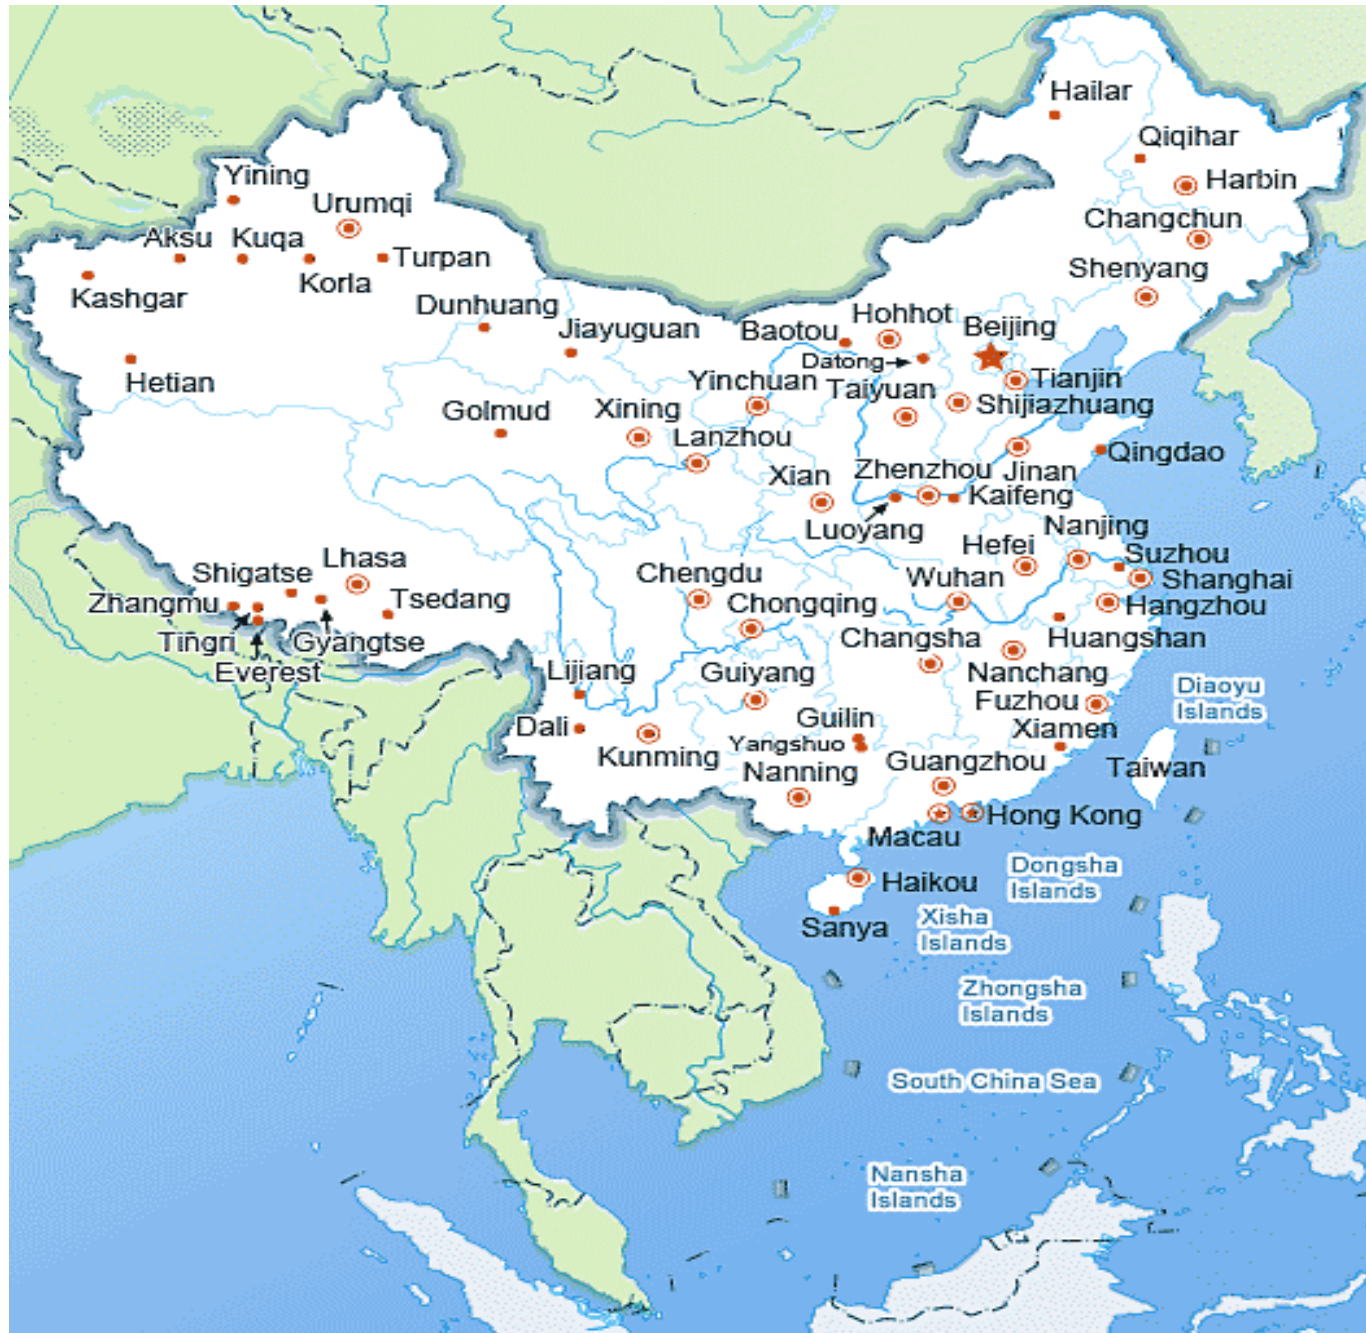 Hailar
Qiqihar
Harbin
Yining
Urumqi
Changchun
Aksu
Kuqa
Turpan
Shenyang
Kashgar
Korla
Dunhuang
Jiayuguan
Baotou
Hohhot
Beijing
Datong
Hetian
Yinchuan
Taiyuan
Tianjin
Shijiazhuang
Golmud
Xining
Lanzhou
Qingdao
Xian
Zhenzhou
Jinan
Kaifeng
Luoyang
Nanjing
Hefei
Suzhou
Lhasa
Shigatse
Chengdu
Wuhan
Shanghai
Zhangmu
Tsedang
Chongqing
Hangzhou
Tingri
Gyangtse
Changsha
Huangshan
Everest
Lijiang
Guiyang
Nanchang
Diaoyu
Islands
Fuzhou
Dali
Guilin
Xiamen
Kunming
Yangshuo
Nanning
Guangzhou
Taiwan
Macau
Hong Kong
Dongsha
Islands
Haikou
Sanya
Xisha
Islands
Zhongsha
Islands
South China Sea
Nansha
Islands